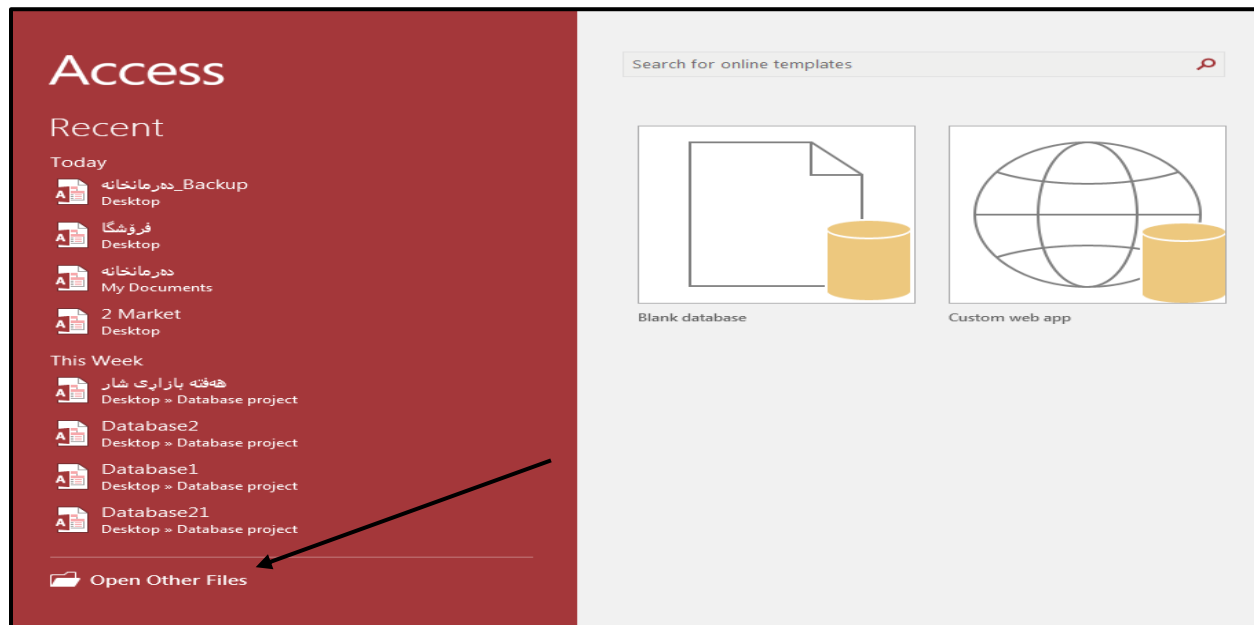 Access
Recent
Today
دەرمانخانە_Backup
Desktop
فرۆشگا
Desktop
دەرمانخانە
My Documents
2 Market
Desktop
This Week
هەفتە بازاڕی شار
Desktop » Database project
Database2
Desktop » Database project
Database1
Desktop » Database project
Database21
Desktop » Database project
Open Other Files
Search for online templates
Blank database
Custom web app